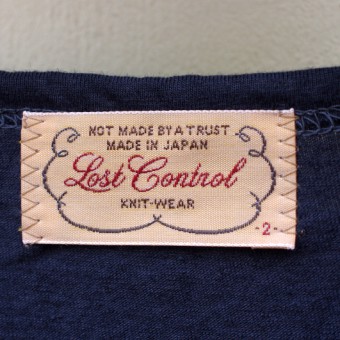 NOT MADE BY A TRUST
MADE IN JAPAN
Lost Control
KNIT-WEAR
-2-